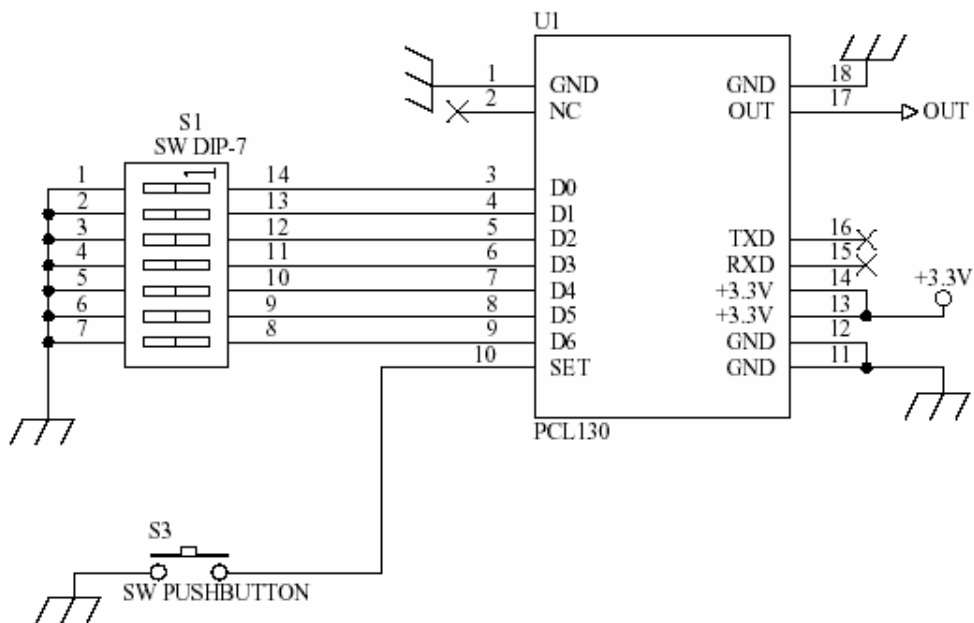 U1
1 GND GND 18
2 NC OUT 17 OUT
S1
SW DIP-7
1
1 14 3 D0
2 13 4 D1
3 12 5 D2 TXD 16
4 11 6 D3 RXD 15
5 10 7 D4 +3.3V 14 +3.3V
6 9 8 D5 +3.3V 13
7 8 9 D6 GND 12
10 SET GND 11
PCL130
S3
SW PUSHBUTTON